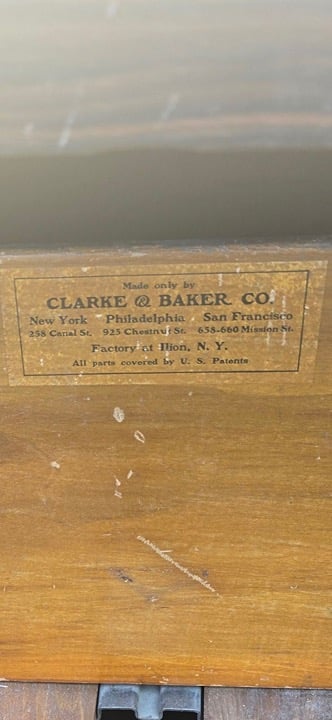 Made only by
CLARKE & BAKER CO.
New York Philadelphia San Francisco
258 Canal St. 925 Chestnut St. 658-660 Mission St.
Factory at Ilion, N. Y.
All parts covered by U. S. Patents